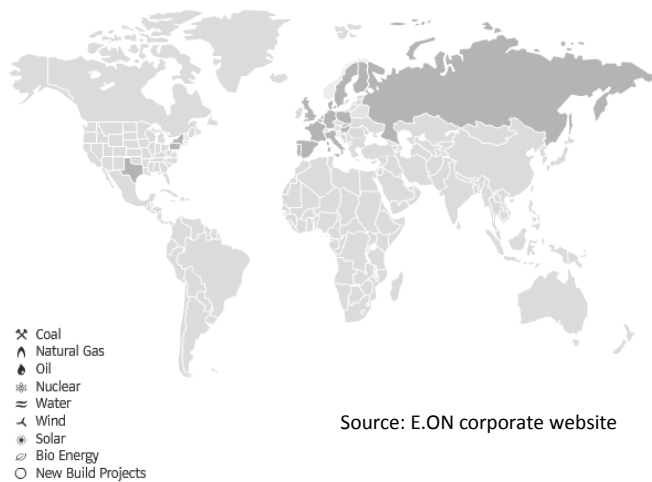 Coal
Natural Gas
Oil
Nuclear
Water
Wind
Solar
Bio Energy
New Build Projects
Source: E.ON corporate website